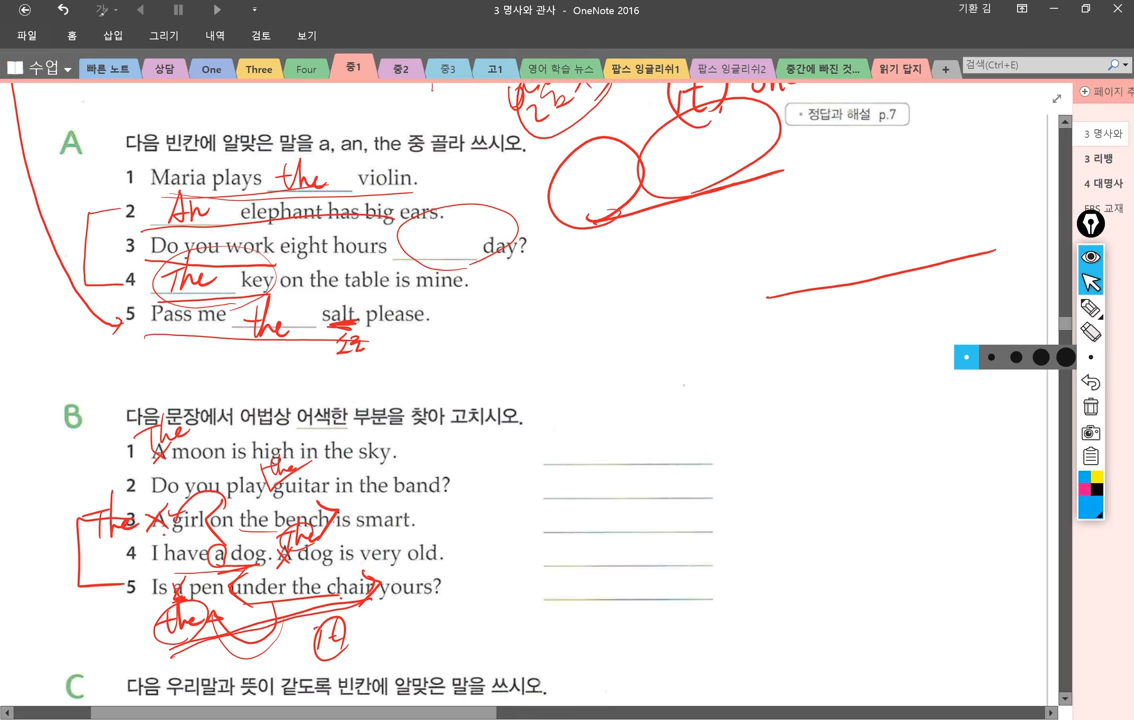 3 명사와 관사 - OneNote 2016
기환 김
파일 홈 삽입 그리기 내역 검토 보기
수업 빠른 노트 상담 One Three Four 중1 중2 중3 고1 영어 학습 뉴스 팝스 잉글리쉬1 팝스 잉글리쉬2 중간에 빠진 것... 읽기 답지 + 검색(Ctrl+E)
페이지 추
3 명사와
3 리뱅
4 대명사
EBS 교재
it
• 정답과 해설 p.7
A 다음 빈칸에 알맞은 말을 a, an, the 중 골라 쓰시오.
1 Maria plays the violin.
2 An elephant has big ears.
3 Do you work eight hours ______ day?
4 The key on the table is mine.
5 Pass me the salt, please.
B 다음 문장에서 어법상 어색한 부분을 찾아 고치시오.
The
1 A moon is high in the sky.
the
2 Do you play guitar in the band?
The
3 A girl on the bench is smart.
The
4 I have a dog. A dog is very old.
5 Is a pen under the chair yours?
the
it
C 다음 우리말과 뜻이 같도록 빈칸에 알맞은 말을 쓰시오.